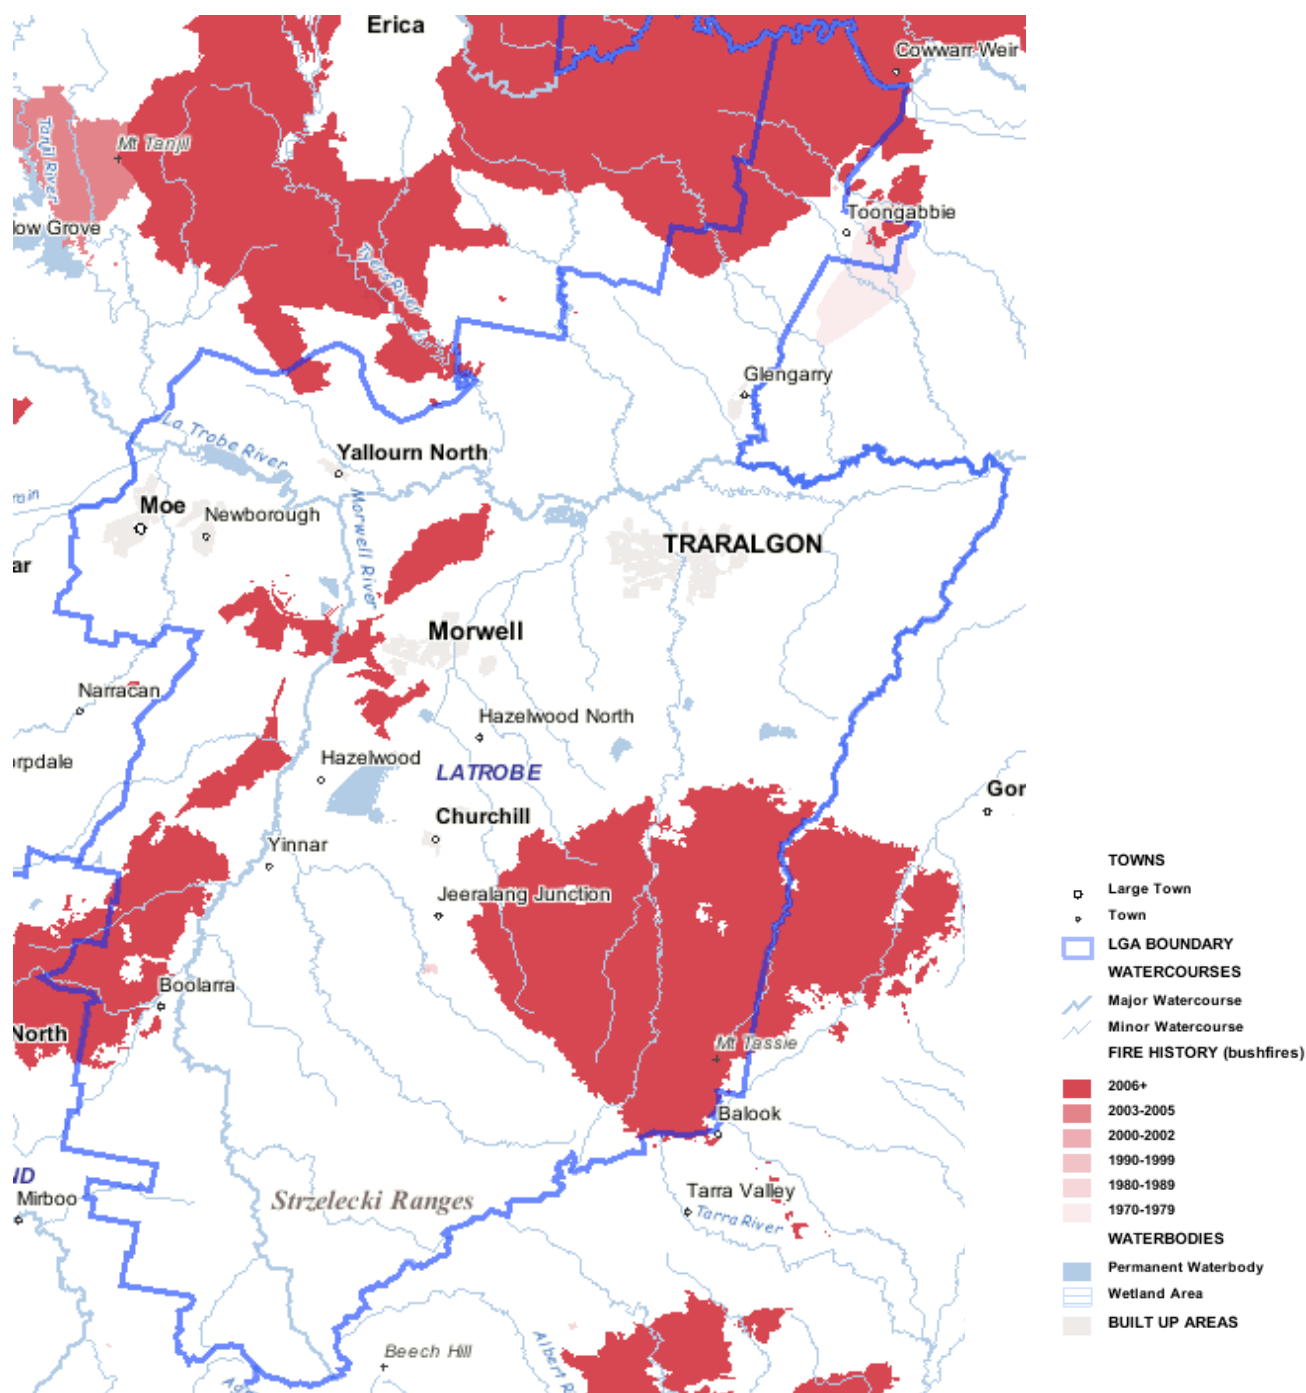 Erica
Cowwarr Weir
Mt Tanjil
Tanjil River
Toongabbie
low Grove
Tyers River
Glengarry
La Trobe River
Yallourn North
Moe
Newborough
Morwell River
TRARALGON
ar
Morwell
Narracan
Hazelwood North
rpdale
Hazelwood
LATROBE
Gor
Churchill
Yinnar
Jeeralang Junction
Boolarra
North
Mt Tassie
Balook
ID
Mirboo
Strzelecki Ranges
Tarra Valley
Tarra River
Beech Hill
Albert R
TOWNS
Large Town
Town
LGA BOUNDARY
WATERCOURSES
Major Watercourse
Minor Watercourse
FIRE HISTORY (bushfires)
2006+
2003-2005
2000-2002
1990-1999
1980-1989
1970-1979
WATERBODIES
Permanent Waterbody
Wetland Area
BUILT UP AREAS